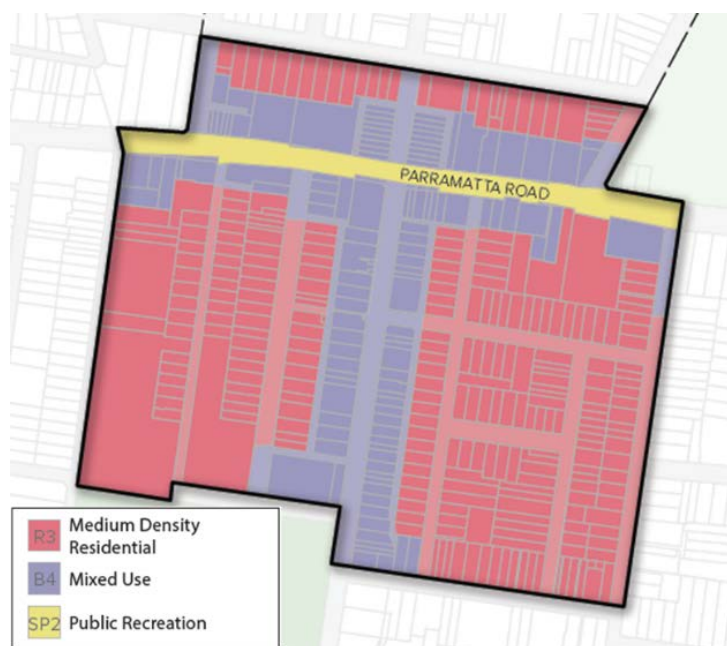 PARRAMATTA ROAD
R3 Medium Density
Residential
B4 Mixed Use
SP2 Public Recreation